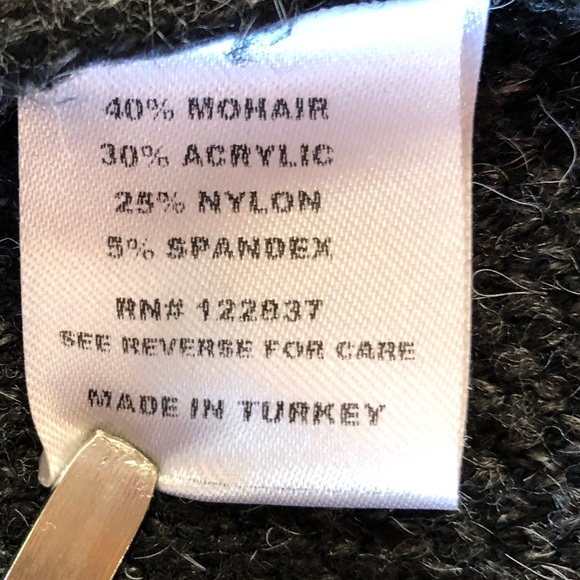 40% MOHAIR
30% ACRYLIC
25% NYLON
5% SPANDEX
RN# 122837
SEE REVERSE FOR CARE
MADE IN TURKEY